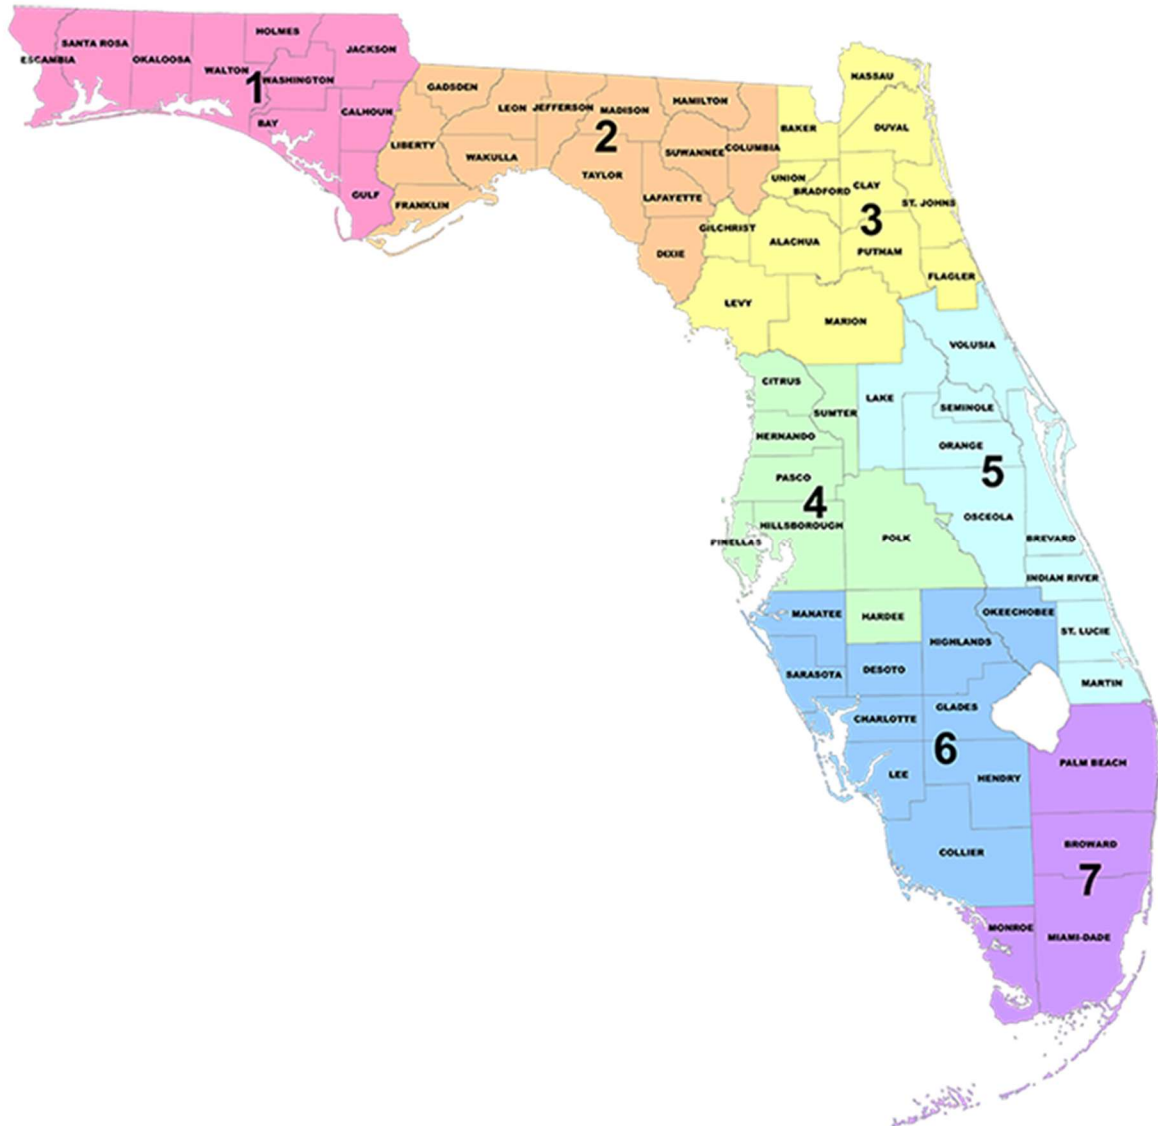 HOLMES
SANTA ROSA
JACKSON
ESCAMBIA
OKALOOSA
WALTON
1
WASHINGTON
CALHOUN
BAY
GULF
GADSDEN
LEON
JEFFERSON
MADISON
HAMILTON
2
LIBERTY
WAKULLA
SUWANNEE
COLUMBIA
TAYLOR
LAFAYETTE
FRANKLIN
DIXIE
NASSAU
BAKER
DUVAL
UNION
BRADFORD
CLAY
ST. JOHNS
3
GILCHRIST
ALACHUA
PUTHAM
FLAGLER
LEVY
MARION
VOLUSIA
CITRUS
LAKE
SEMINOLE
SUMTER
HERNANDO
ORANGE
5
PASCO
4
HILLSBOROUGH
PINELLAS
POLK
OSCEOLA
BREVARD
INDIAN RIVER
MANATEE
HARDEE
OKEECHOBEE
ST. LUCIE
HIGHLANDS
SARASOTA
DESOTO
MARTIN
GLADES
CHARLOTTE
6
LEE
HENDRY
PALM BEACH
COLLIER
BROWARD
7
MONROE
MIAMI-DADE